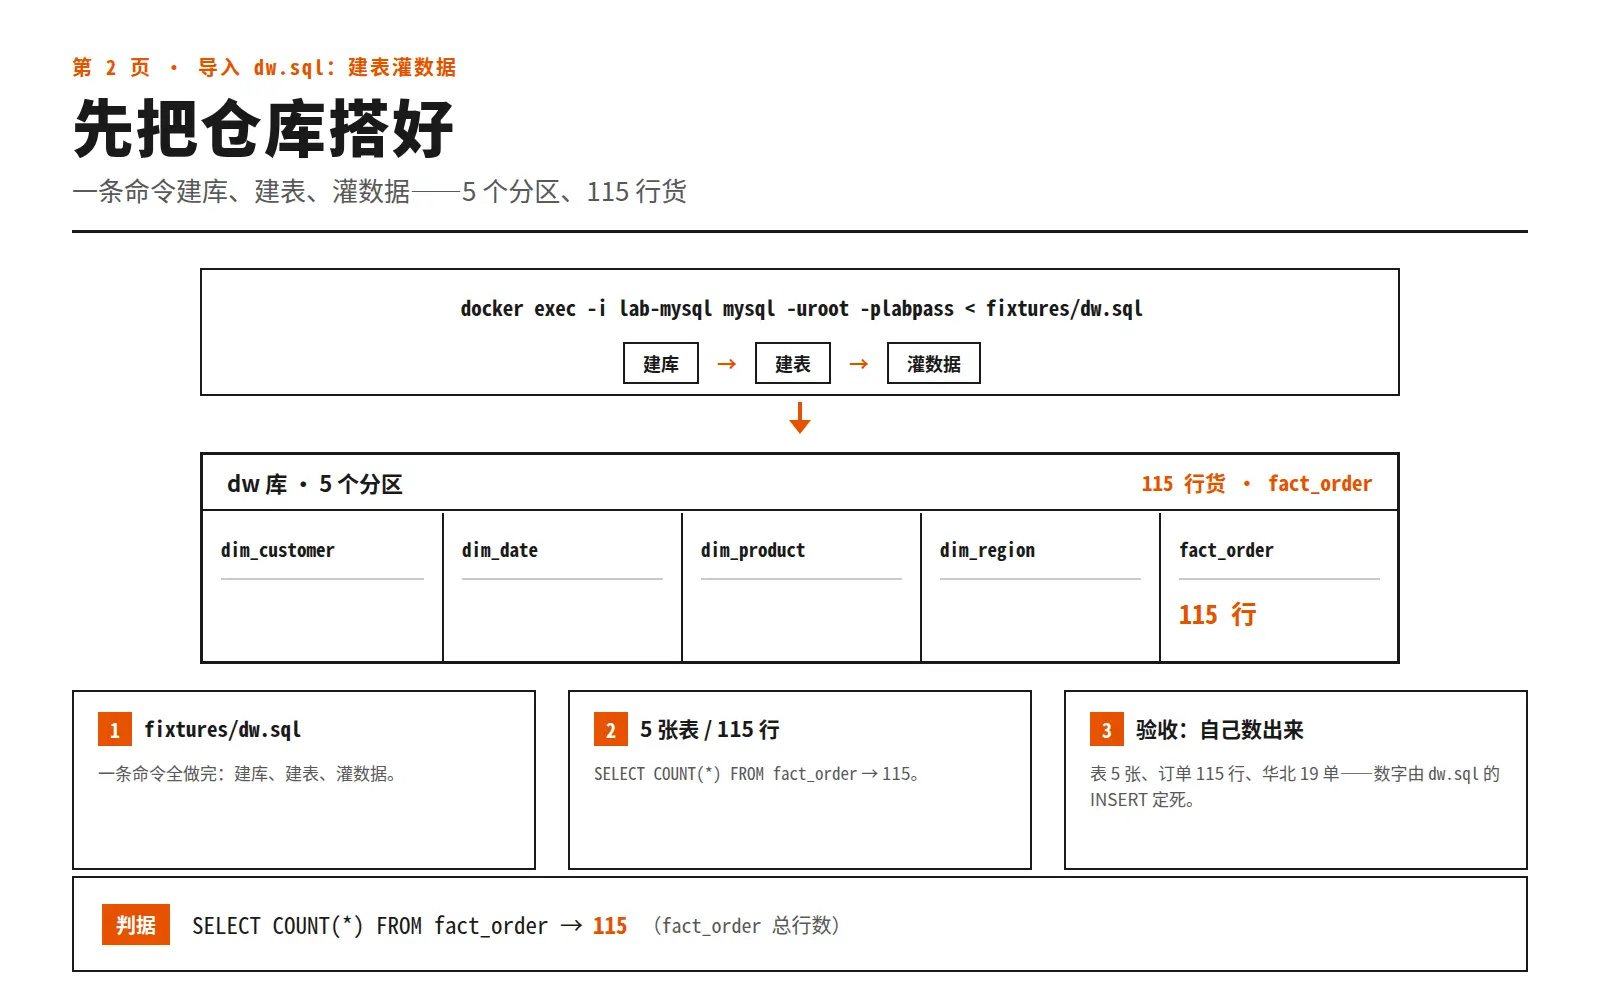 第 2 页 · 导入 dw.sql：建表灌数据
先把仓库搭好
一条命令建库、建表、灌数据——5 个分区、115 行货
docker exec -i lab-mysql mysql -uroot -plabpass < fixtures/dw.sql
建库 → 建表 → 灌数据
dw 库 · 5 个分区
115 行货 · fact_order
dim_customer
dim_date
dim_product
dim_region
fact_order
115 行
1 fixtures/dw.sql
一条命令全做完：建库、建表、灌数据。
2 5 张表 / 115 行
SELECT COUNT(*) FROM fact_order → 115。
3 验收：自己数出来
表 5 张、订单 115 行、华北 19 单——数字由 dw.sql 的
INSERT 定死。
判据 SELECT COUNT(*) FROM fact_order → 115 （fact_order 总行数）